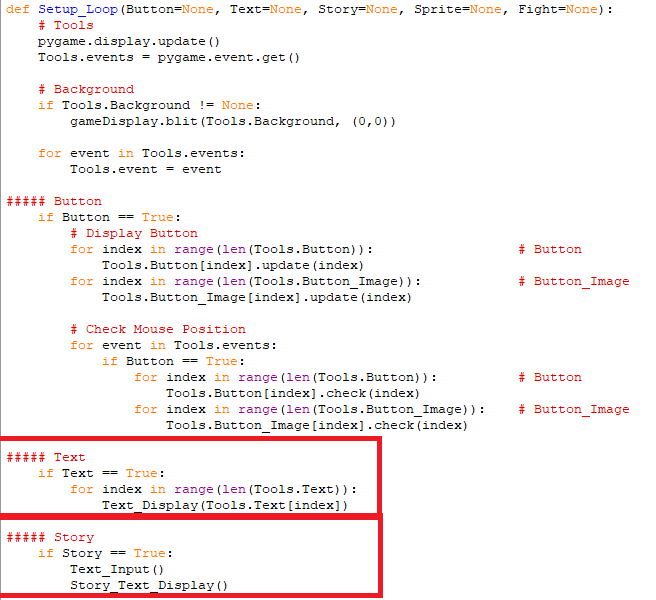 def Setup_Loop(Button=None, Text=None, Story=None, Sprite=None, Fight=None):
    # Tools
    pygame.display.update()
    Tools.events = pygame.event.get()

    # Background
    if Tools.Background != None:
        gameDisplay.blit(Tools.Background, (0,0))

    for event in Tools.events:
        Tools.event = event

##### Button
    if Button == True:
        # Display Button
        for index in range(len(Tools.Button)):                  # Button
            Tools.Button[index].update(index)
        for index in range(len(Tools.Button_Image)):            # Button_Image
            Tools.Button_Image[index].update(index)

        # Check Mouse Position
        for event in Tools.events:
            if Button == True:
                for index in range(len(Tools.Button)):          # Button
                    Tools.Button[index].check(index)
                for index in range(len(Tools.Button_Image)):    # Button_Image
                    Tools.Button_Image[index].check(index)

##### Text
    if Text == True:
        for index in range(len(Tools.Text)):
            Text_Display(Tools.Text[index])

##### Story
    if Story == True:
        Text_Input()
        Story_Text_Display()